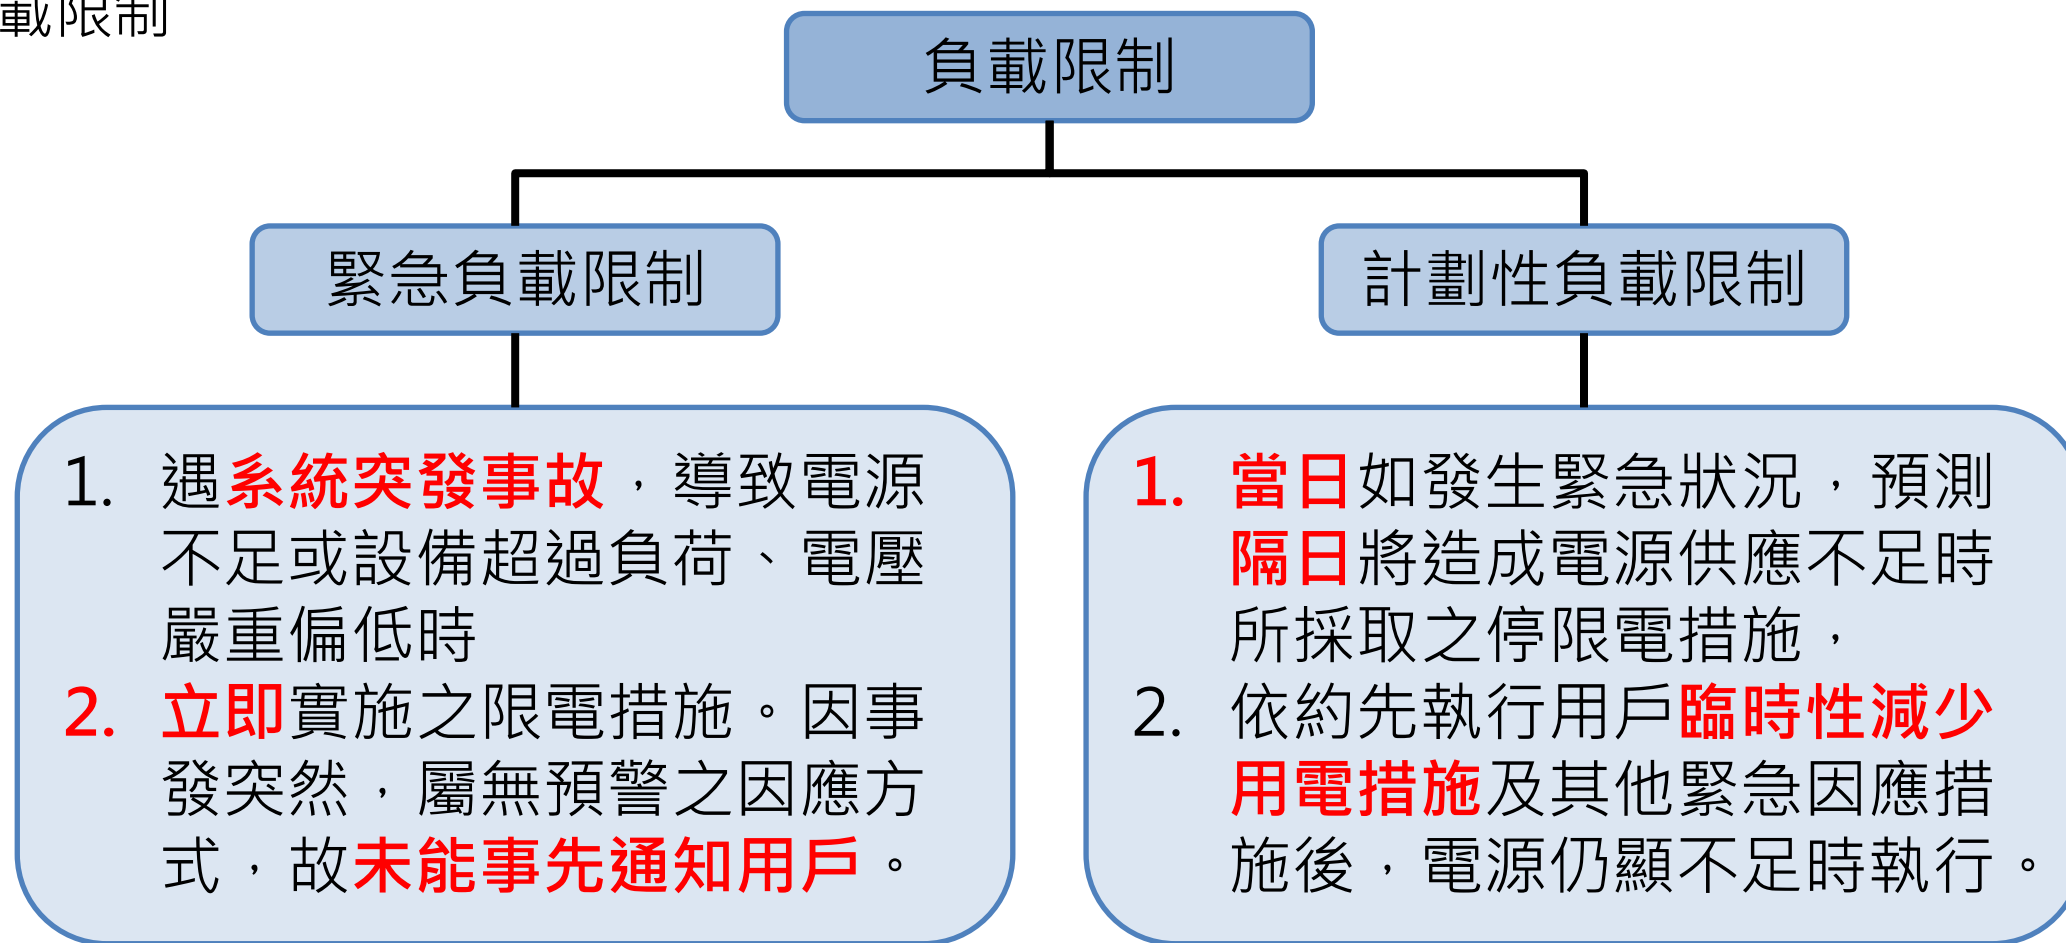 載限制
負載限制
緊急負載限制
計劃性負載限制
1. 遇系統突發事故，導致電源
不足或設備超過負荷、電壓
嚴重偏低時
2. 立即實施之限電措施。因事
發突然，屬無預警之因應方
式，故未能事先通知用戶。
1. 當日如發生緊急狀況，預測
隔日將造成電源供應不足時
所採取之停限電措施，
2. 依約先執行用戶臨時性減少
用電措施及其他緊急因應措
施後，電源仍顯不足時執行。